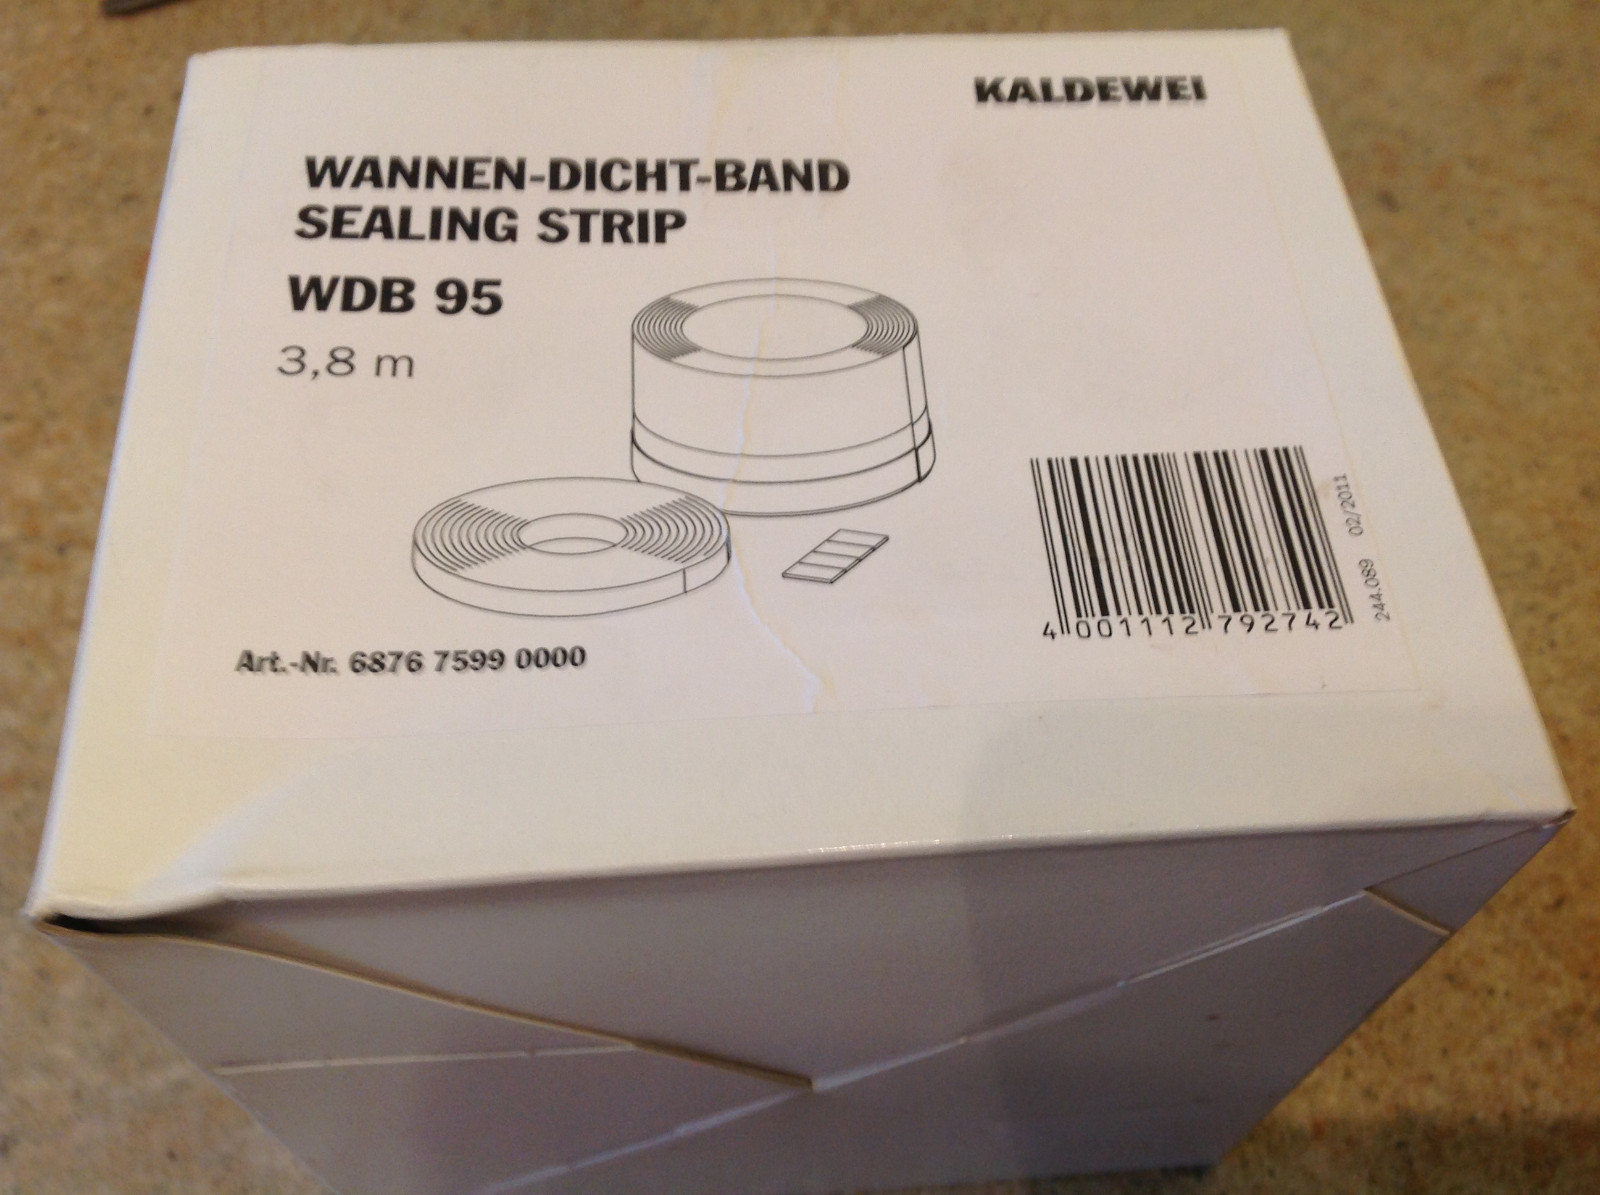 KALDEWEI
WANNEN-DICHT-BAND
SEALING STRIP
WDB 95
3,8 m
Art.-Nr. 6876 7599 0000
4 001112 792742
244.089 02/2011